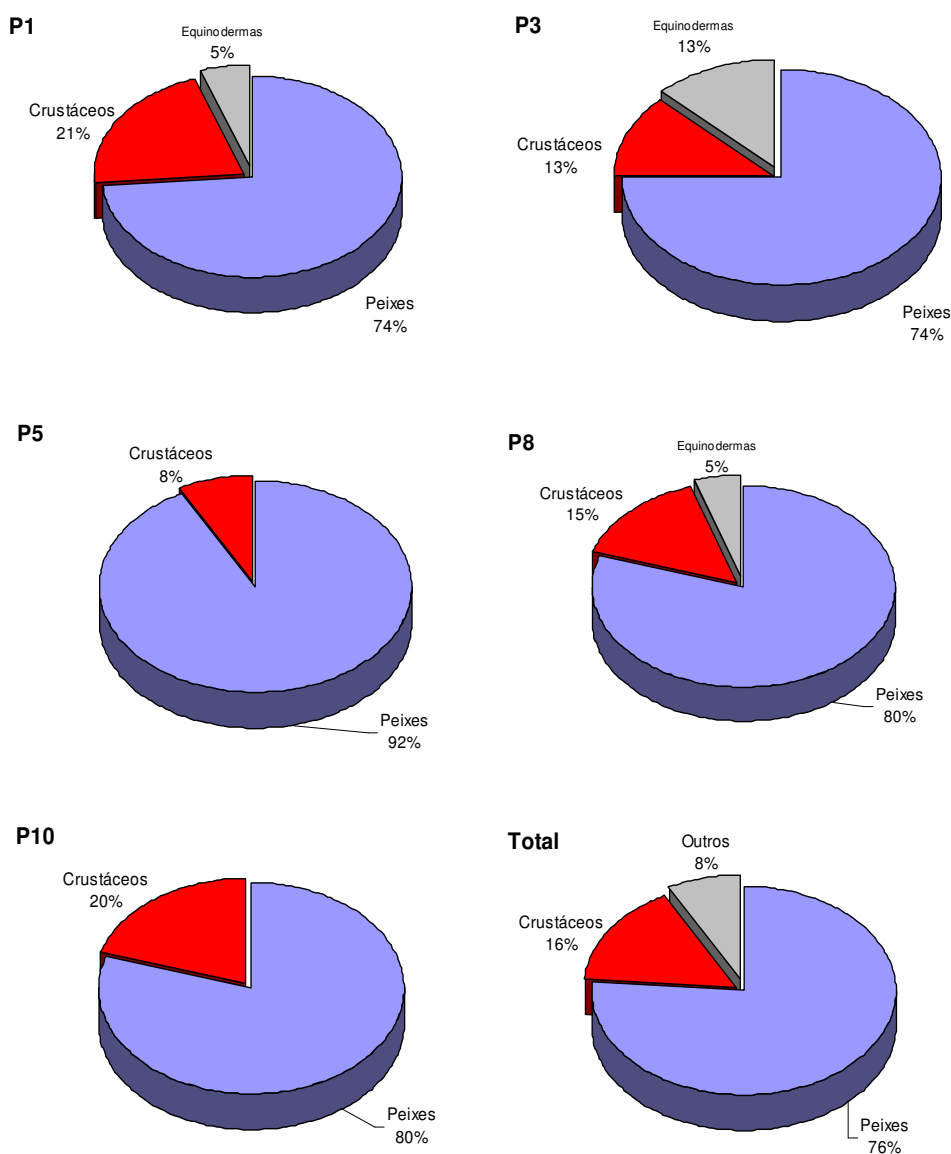 P1
Equinodermas
5%
Crustáceos
21%
Peixes
74%
P3
Equinodermas
13%
Crustáceos
13%
Peixes
74%
P5
Crustáceos
8%
Peixes
92%
P8
Equinodermas
5%
Crustáceos
15%
Peixes
80%
P10
Crustáceos
20%
Peixes
80%
Total
Outros
8%
Crustáceos
16%
Peixes
76%